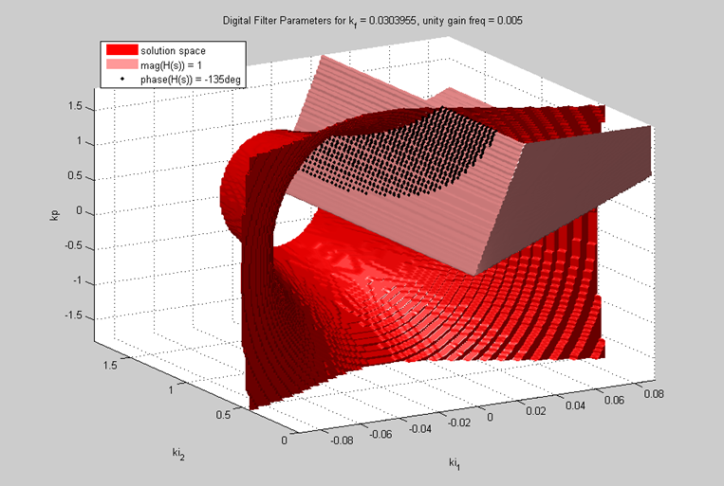 Digital Filter Parameters for kf = 0.0303955, unity gain freq = 0.005
solution space
mag(H(s)) = 1
phase(H(s)) = -135deg
1.5
1
0.5
0
-0.5
-1
-1.5
kp
1.5
1
0.5
0
ki2
-0.08
-0.06
-0.04
-0.02
0
0.02
0.04
0.06
0.08
ki1